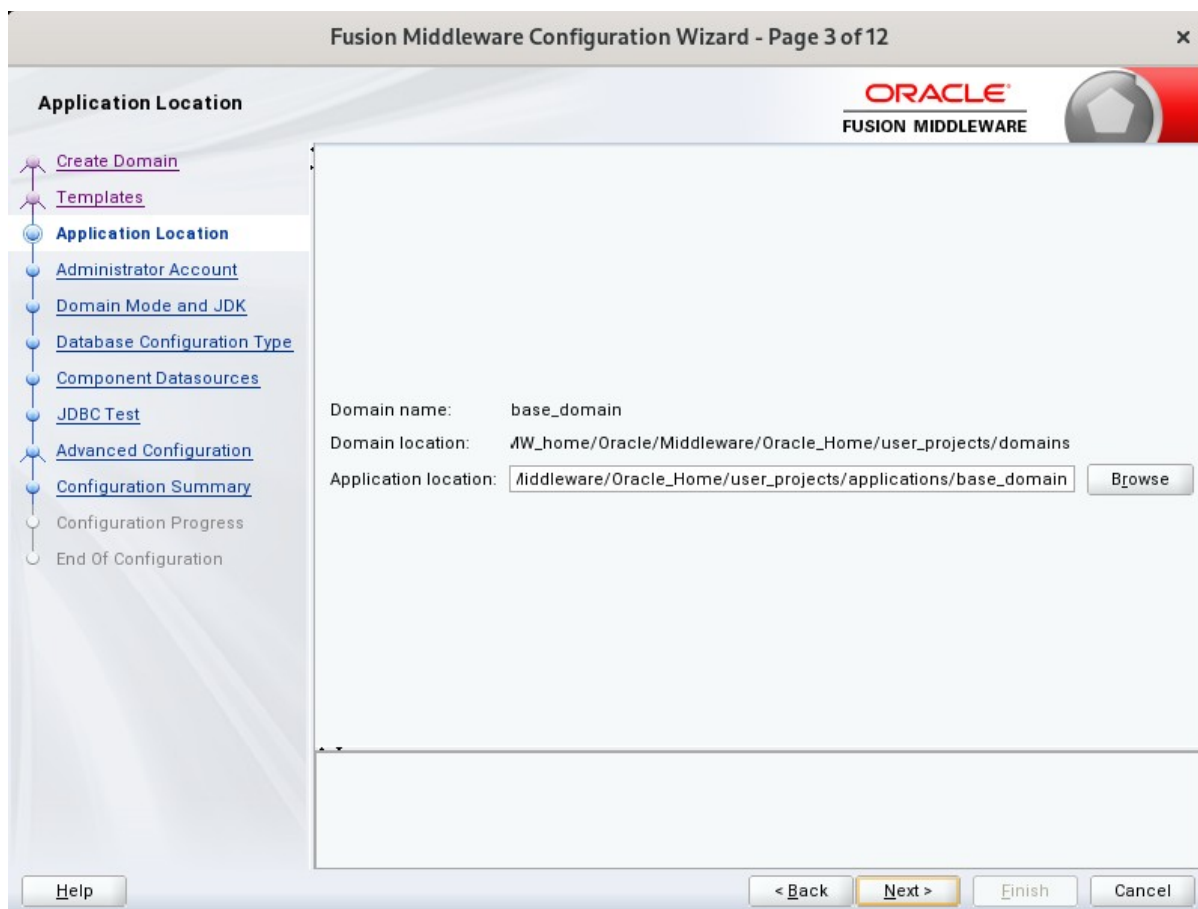 Fusion Middleware Configuration Wizard - Page 3 of 12
Application Location
ORACLE
FUSION MIDDLEWARE
Create Domain
Templates
Application Location
Administrator Account
Domain Mode and JDK
Database Configuration Type
Component Datasources
JDBC Test
Advanced Configuration
Configuration Summary
Configuration Progress
End Of Configuration
Domain name: base_domain
Domain location: MW_home/Oracle/Middleware/Oracle_Home/user_projects/domains
Application location: Middleware/Oracle_Home/user_projects/applications/base_domain Browse
Help < Back Next > Finish Cancel